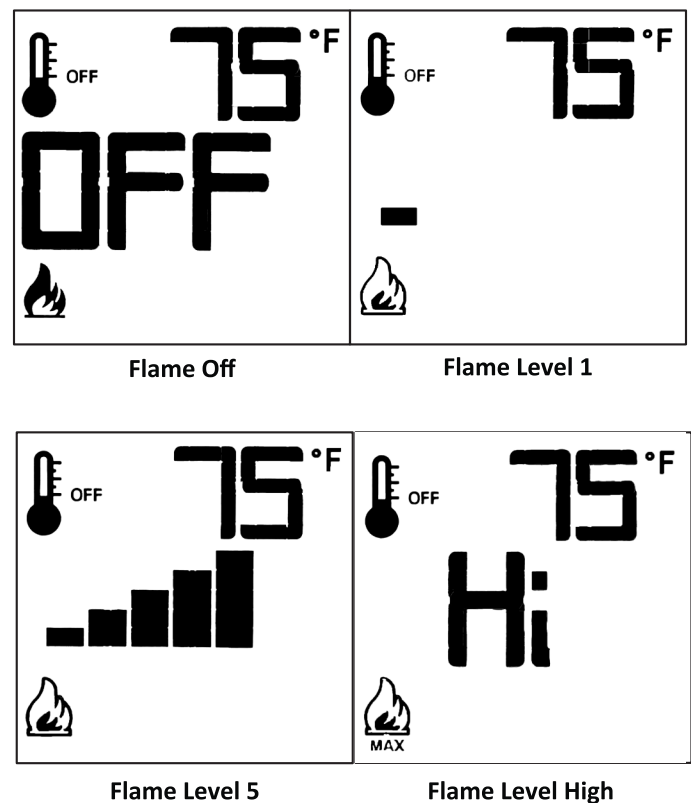 75 °F
OFF
OFF
Flame Off
75 °F
OFF
-
Flame Level 1
75 °F
OFF
Flame Level 5
75 °F
OFF
Hi
MAX
Flame Level High